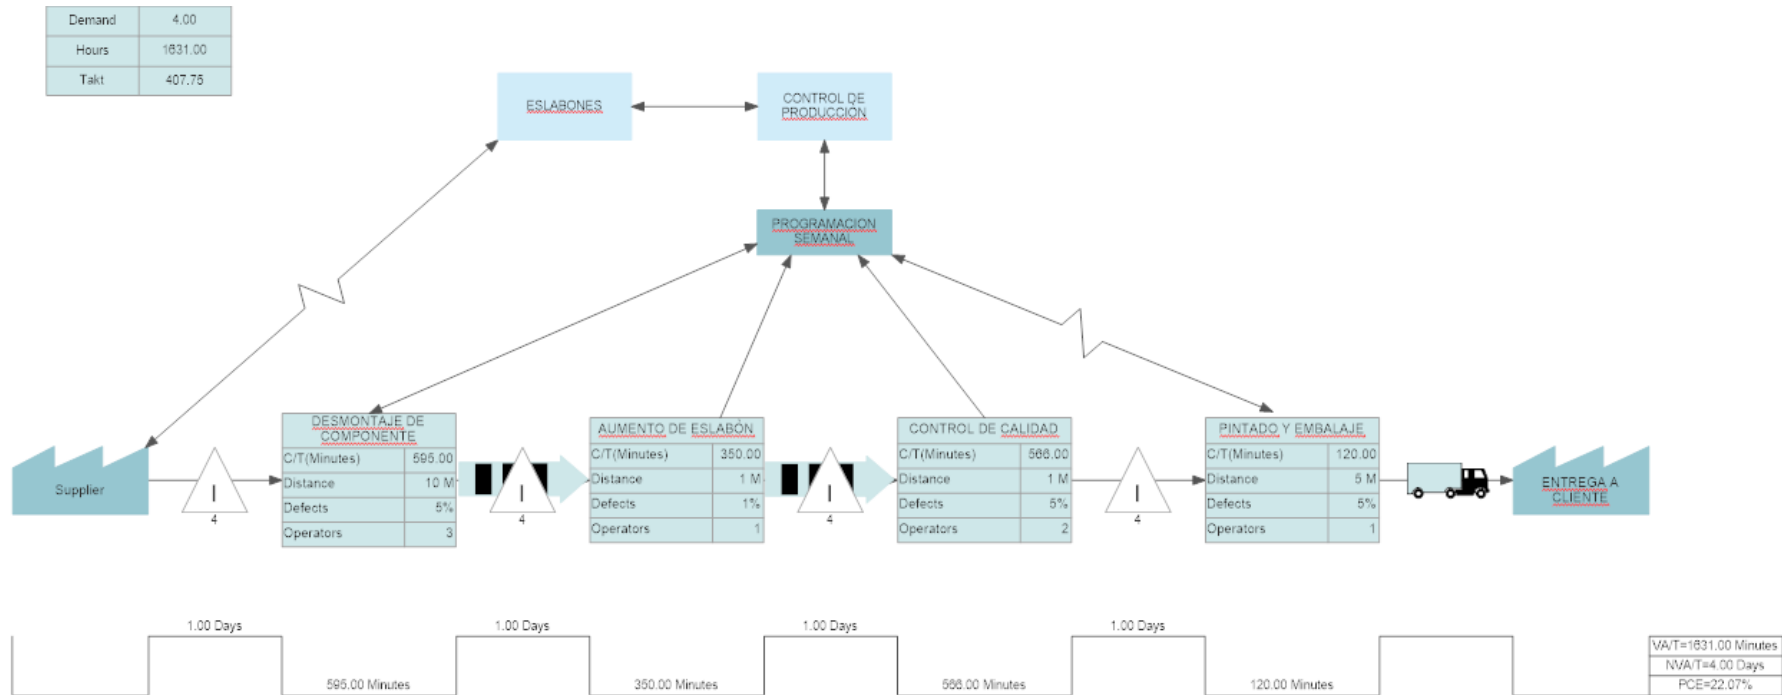 Demand 4.00
Hours 1631.00
Takt 407.75
ESLABONES
CONTROL DE
PRODUCCIÓN
PROGRAMACION
SEMANAL
Supplier
I
4
DESMONTAJE DE
COMPONENTE
C/T(Minutes) 595.00
Distance 10 M
Defects 5%
Operators 3
I
4
AUMENTO DE ESLABÓN
C/T(Minutes) 350.00
Distance 1 M
Defects 1%
Operators 1
I
4
CONTROL DE CALIDAD
C/T(Minutes) 566.00
Distance 1 M
Defects 5%
Operators 2
I
4
PINTADO Y EMBALAJE
C/T(Minutes) 120.00
Distance 5 M
Defects 5%
Operators 1
ENTREGA A
CLIENTE
1.00 Days
595.00 Minutes
1.00 Days
350.00 Minutes
1.00 Days
566.00 Minutes
1.00 Days
120.00 Minutes
VA/T=1631.00 Minutes
NVA/T=4.00 Days
PCE=22.07%